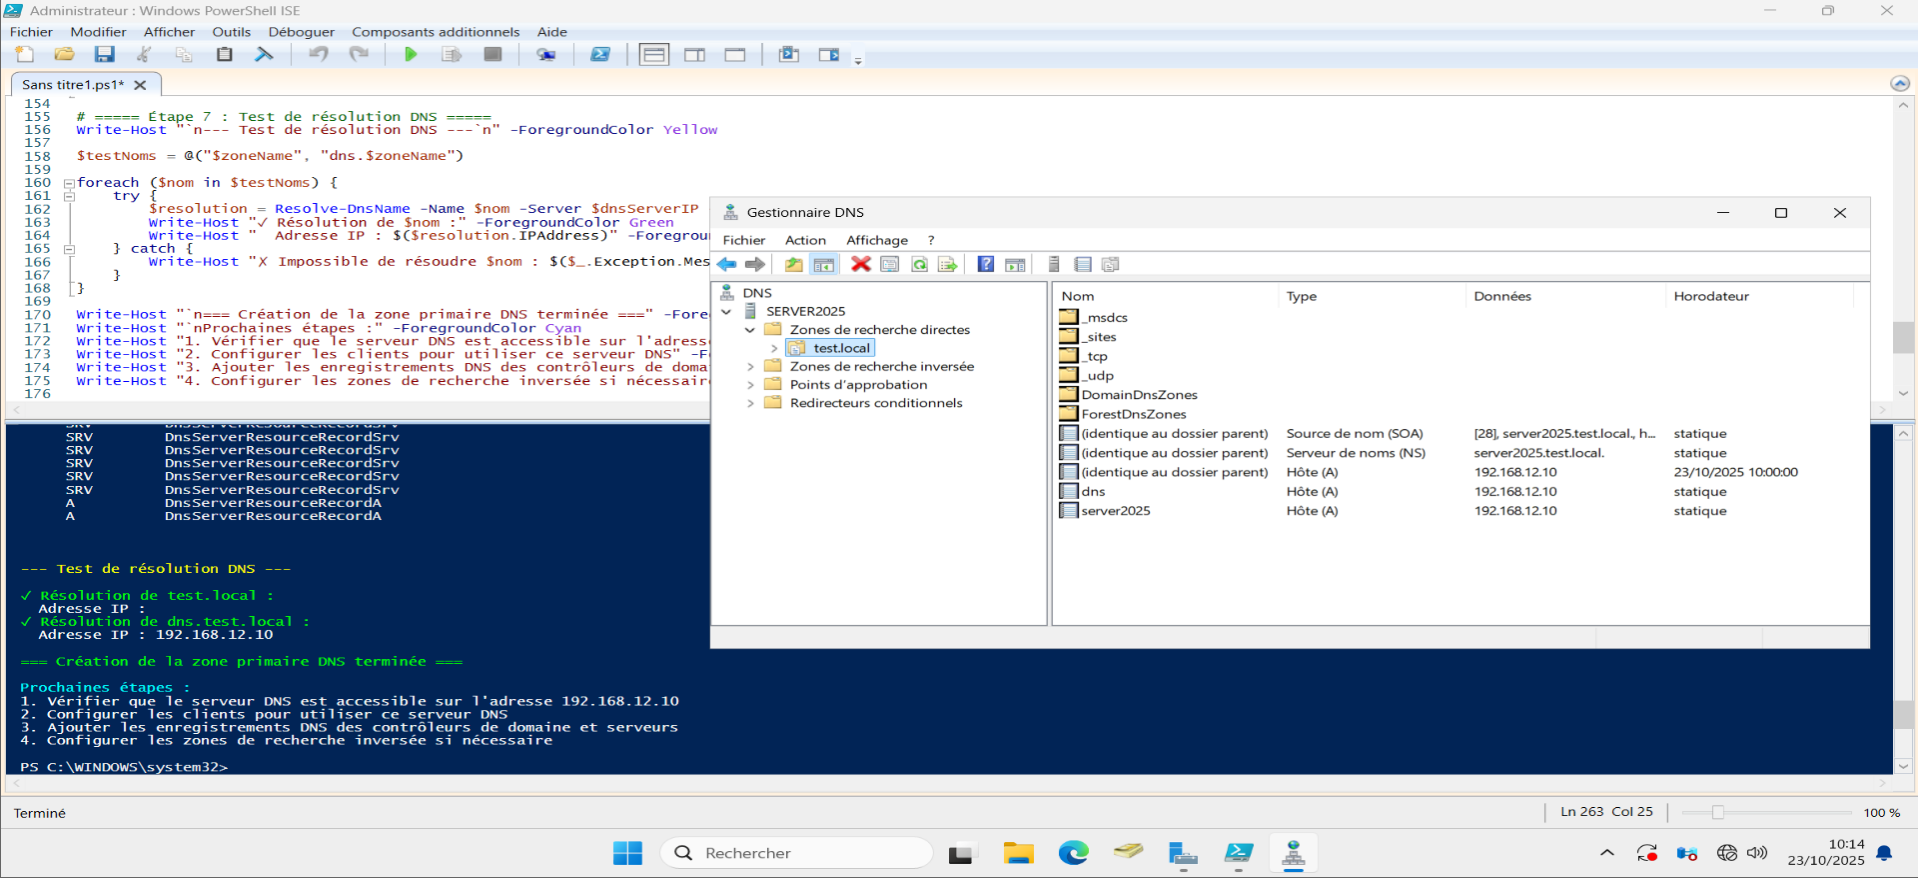 Administrateur : Windows PowerShell ISE
Fichier Modifier Afficher Outils Déboguer Composants additionnels Aide
Sans titre1.ps1*
154
155 # ===== Étape 7 : Test de résolution DNS =====
156 Write-Host "`n--- Test de résolution DNS ---`n" -ForegroundColor Yellow
157
158 $testNoms = @("$zoneName", "dns.$zoneName")
159
160 foreach ($nom in $testNoms) {
161 try {
162 $resolution = Resolve-DnsName -Name $nom -Server $dnsServerIP
163 Write-Host "✓ Résolution de $nom :" -ForegroundColor Green
164 Write-Host "  Adresse IP : $($resolution.IPAddress)" -Foregrou
165 } catch {
166 Write-Host "✗ Impossible de résoudre $nom : $($_.Exception.Mes
167 }
168 }
169
170 Write-Host "`n=== Création de la zone primaire DNS terminée ===" -Fore
171 Write-Host "`nProchaines étapes :" -ForegroundColor Cyan
172 Write-Host "1. Vérifier que le serveur DNS est accessible sur l'adress
173 Write-Host "2. Configurer les clients pour utiliser ce serveur DNS" -F
174 Write-Host "3. Ajouter les enregistrements DNS des contrôleurs de doma
175 Write-Host "4. Configurer les zones de recherche inversée si nécessair
176
SRV DnsServerResourceRecordSrv
SRV DnsServerResourceRecordSrv
SRV DnsServerResourceRecordSrv
SRV DnsServerResourceRecordSrv
SRV DnsServerResourceRecordSrv
SRV DnsServerResourceRecordSrv
A DnsServerResourceRecordA
A DnsServerResourceRecordA
--- Test de résolution DNS ---
✓ Résolution de test.local :
Adresse IP :
✓ Résolution de dns.test.local :
Adresse IP : 192.168.12.10
=== Création de la zone primaire DNS terminée ===
Prochaines étapes :
1. Vérifier que le serveur DNS est accessible sur l'adresse 192.168.12.10
2. Configurer les clients pour utiliser ce serveur DNS
3. Ajouter les enregistrements DNS des contrôleurs de domaine et serveurs
4. Configurer les zones de recherche inversée si nécessaire
PS C:\WINDOWS\system32>
Gestionnaire DNS
Fichier Action Affichage ?
DNS
SERVER2025
Zones de recherche directes
test.local
Zones de recherche inversée
Points d'approbation
Redirecteurs conditionnels
Nom Type Données Horodateur
_msdcs
_sites
_tcp
_udp
DomainDnsZones
ForestDnsZones
(identique au dossier parent) Source de nom (SOA) [28], server2025.test.local., h... statique
(identique au dossier parent) Serveur de noms (NS) server2025.test.local. statique
(identique au dossier parent) Hôte (A) 192.168.12.10 23/10/2025 10:00:00
dns Hôte (A) 192.168.12.10 statique
server2025 Hôte (A) 192.168.12.10 statique
Terminé
Ln 263 Col 25
100 %
Rechercher
10:14
23/10/2025